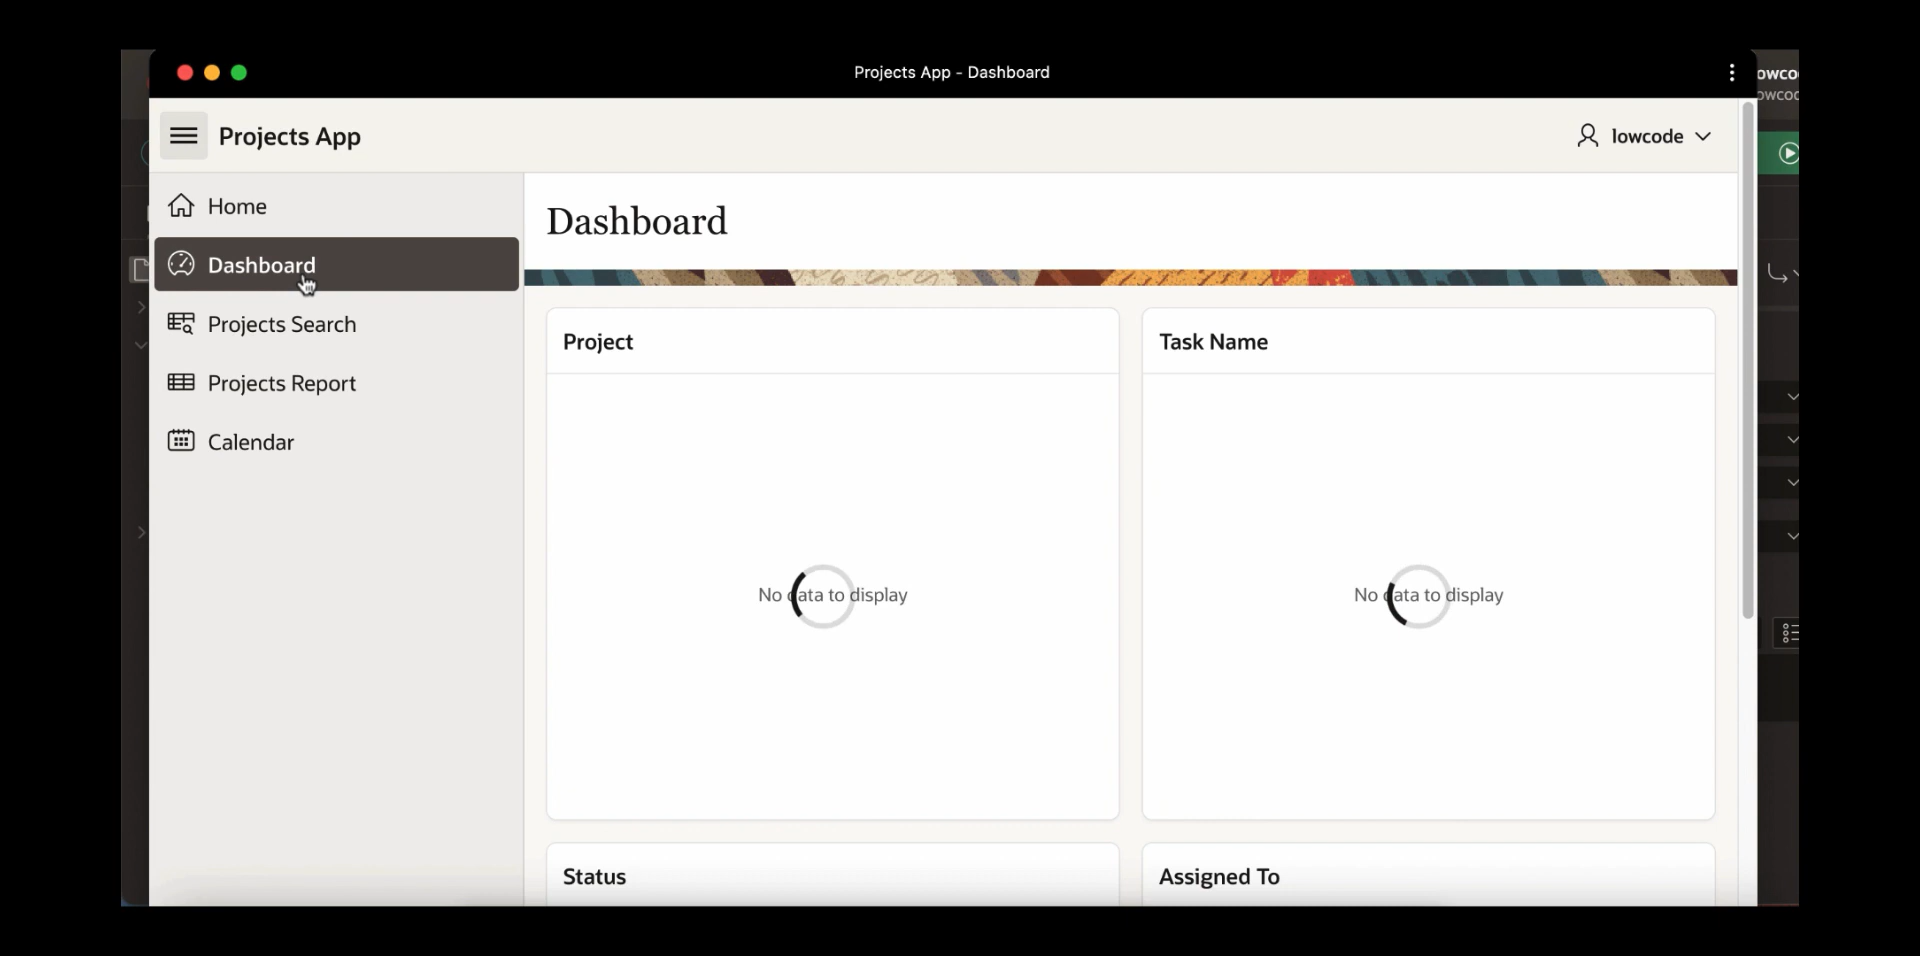 Projects App - Dashboard
Projects App
lowcode
Home
Dashboard
Dashboard
Projects Search
Projects Report
Calendar
Project
Task Name
No data to display
No data to display
Status
Assigned To